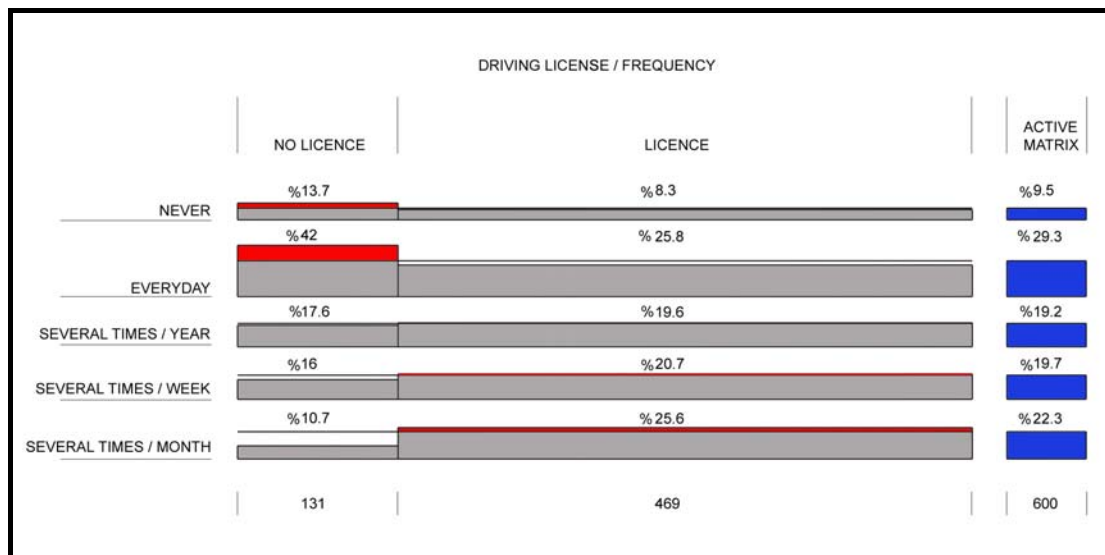 DRIVING LICENSE / FREQUENCY
NO LICENCE LICENCE ACTIVE MATRIX
NEVER %13.7 %8.3 %9.5
EVERYDAY %42 %25.8 %29.3
SEVERAL TIMES / YEAR %17.6 %19.6 %19.2
SEVERAL TIMES / WEEK %16 %20.7 %19.7
SEVERAL TIMES / MONTH %10.7 %25.6 %22.3
131 469 600